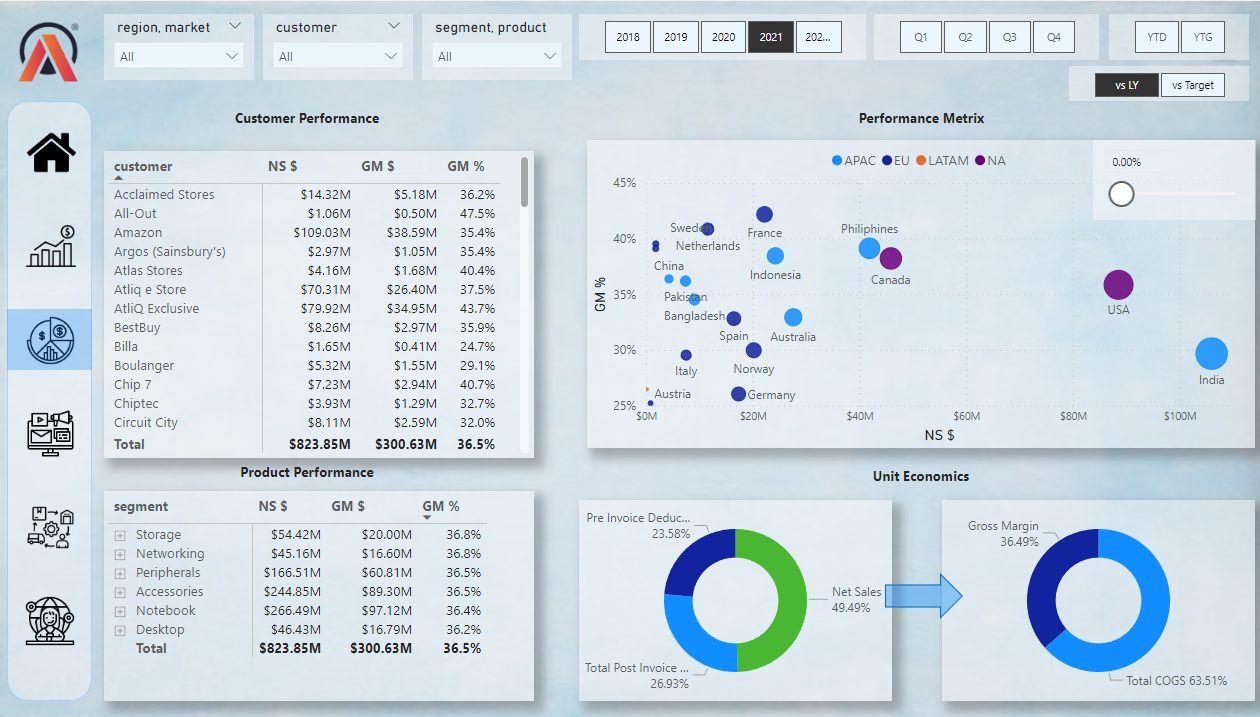 region, market
All
customer
All
segment, product
All
2018 2019 2020 2021 202...
Q1 Q2 Q3 Q4
YTD YTG
vs LY vs Target
Customer Performance
customer NS $ GM $ GM %
Acclaimed Stores $14.32M $5.18M 36.2%
All-Out $1.06M $0.50M 47.5%
Amazon $109.03M $38.59M 35.4%
Argos (Sainsbury's) $2.97M $1.05M 35.4%
Atlas Stores $4.16M $1.68M 40.4%
Atliq e Store $70.31M $26.40M 37.5%
AtliQ Exclusive $79.92M $34.95M 43.7%
BestBuy $8.26M $2.97M 35.9%
Billa $1.65M $0.41M 24.7%
Boulanger $5.32M $1.55M 29.1%
Chip 7 $7.23M $2.94M 40.7%
Chiptec $3.93M $1.29M 32.7%
Circuit City $8.11M $2.59M 32.0%
Total $823.85M $300.63M 36.5%
Performance Metrix
APAC EU LATAM NA
0.00%
45%
40%
35%
30%
25%
GM %
Sweden
France
Philiphines
Netherlands
China
Indonesia
Canada
Pakistan
USA
Bangladesh
Spain
Australia
Italy
Norway
India
Austria
Germany
$0M $20M $40M $60M $80M $100M
NS $
Product Performance
segment NS $ GM $ GM %
Storage $54.42M $20.00M 36.8%
Networking $45.16M $16.60M 36.8%
Peripherals $166.51M $60.81M 36.5%
Accessories $244.85M $89.30M 36.5%
Notebook $266.49M $97.12M 36.4%
Desktop $46.43M $16.79M 36.2%
Total $823.85M $300.63M 36.5%
Unit Economics
Pre Invoice Deduc...
23.58%
Net Sales
49.49%
Total Post Invoice ...
26.93%
Gross Margin
36.49%
Total COGS 63.51%